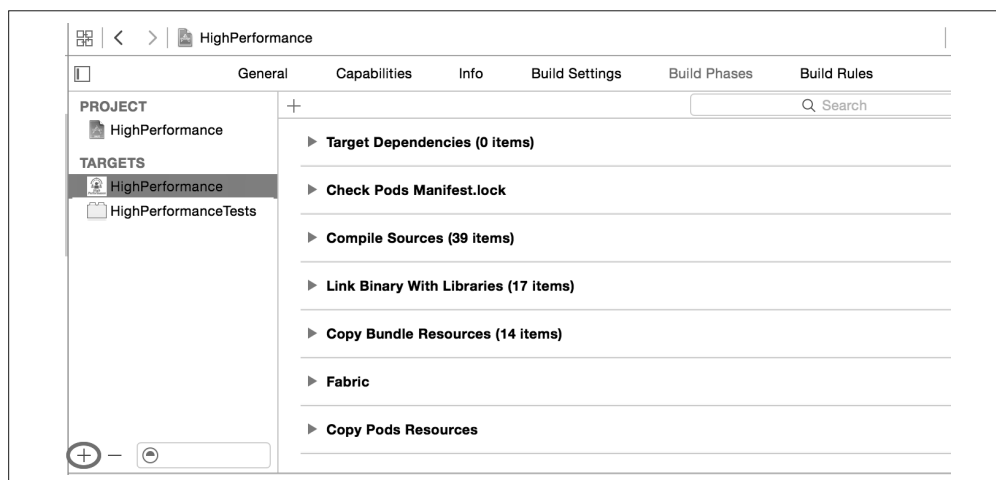 HighPerformance
General Capabilities Info Build Settings Build Phases Build Rules
PROJECT
HighPerformance
TARGETS
HighPerformance
HighPerformanceTests
+
Search
Target Dependencies (0 items)
Check Pods Manifest.lock
Compile Sources (39 items)
Link Binary With Libraries (17 items)
Copy Bundle Resources (14 items)
Fabric
Copy Pods Resources
+ −